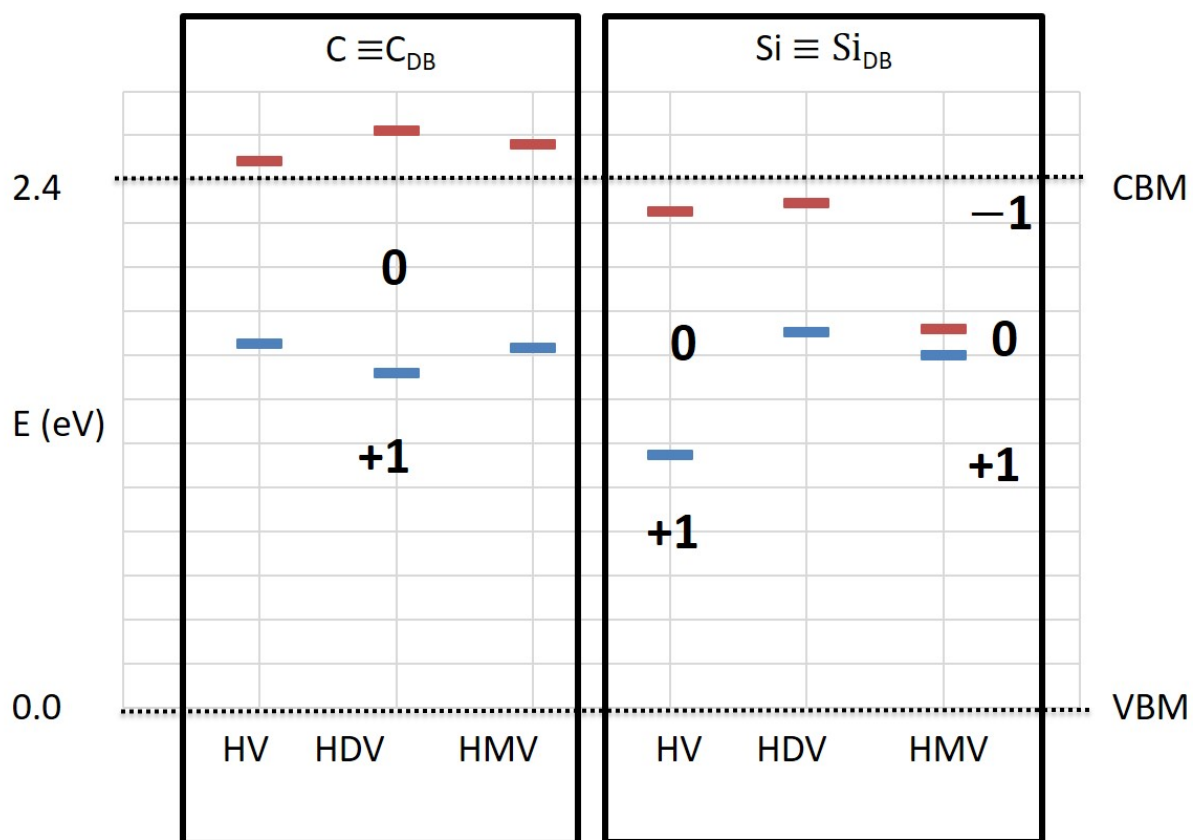 C ≡C_DB
Si ≡ Si_DB
2.4
CBM
−1
0
0
0
E (eV)
+1
+1
+1
0.0
VBM
HV HDV HMV
HV HDV HMV